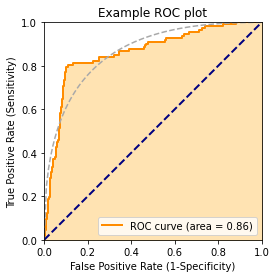 Example ROC plot
True Positive Rate (Sensitivity)
1.0
0.8
0.6
0.4
0.2
0.0
ROC curve (area = 0.86)
0.0 0.2 0.4 0.6 0.8 1.0
False Positive Rate (1-Specificity)